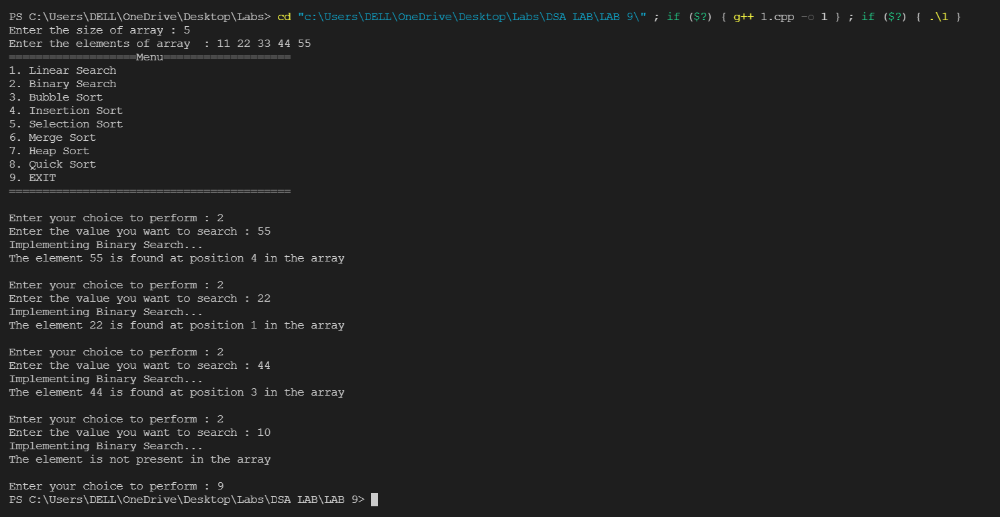 PS C:\Users\DELL\OneDrive\Desktop\Labs> cd "c:\Users\DELL\OneDrive\Desktop\Labs\DSA LAB\LAB 9\" ; if ($?) { g++ 1.cpp -o 1 } ; if ($?) { .\1 }
Enter the size of array : 5
Enter the elements of array  : 11 22 33 44 55
===================Menu===================
1. Linear Search
2. Binary Search
3. Bubble Sort
4. Insertion Sort
5. Selection Sort
6. Merge Sort
7. Heap Sort
8. Quick Sort
9. EXIT
==========================================
Enter your choice to perform : 2
Enter the value you want to search : 55
Implementing Binary Search...
The element 55 is found at position 4 in the array
Enter your choice to perform : 2
Enter the value you want to search : 22
Implementing Binary Search...
The element 22 is found at position 1 in the array
Enter your choice to perform : 2
Enter the value you want to search : 44
Implementing Binary Search...
The element 44 is found at position 3 in the array
Enter your choice to perform : 2
Enter the value you want to search : 10
Implementing Binary Search...
The element is not present in the array
Enter your choice to perform : 9
PS C:\Users\DELL\OneDrive\Desktop\Labs\DSA LAB\LAB 9>